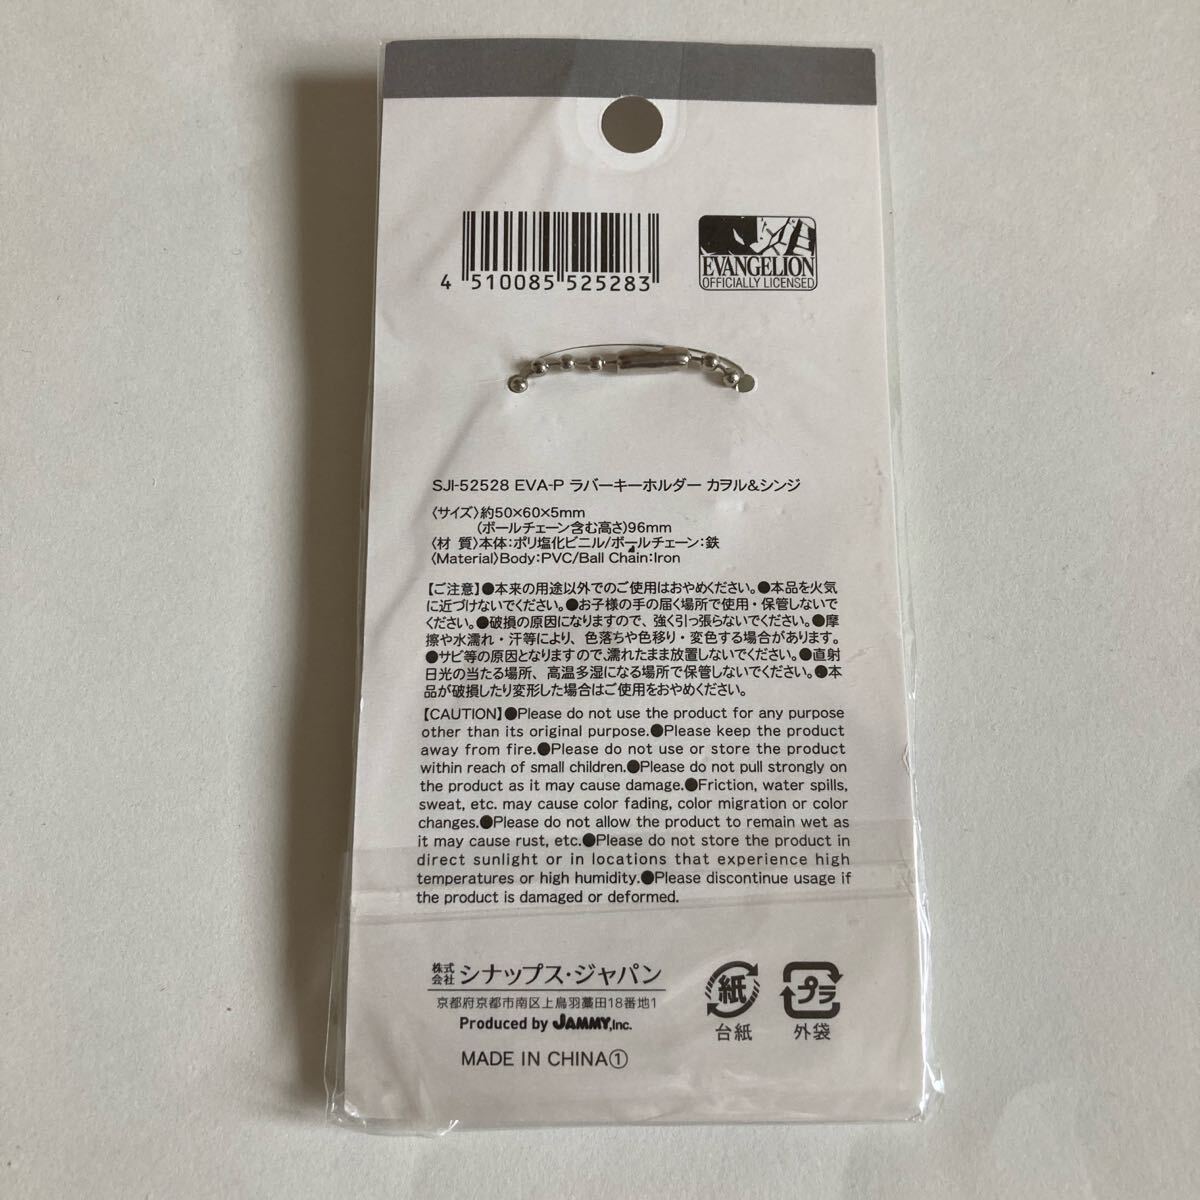 4 510085 525283
EVANGELION
OFFICIALLY LICENSED
SJI-52528 EVA-P ラバーキーホルダー カヲル&シンジ
〈サイズ〉約50×60×5mm
(ボールチェーン含む高さ)96mm
〈材 質〉本体:ポリ塩化ビニル/ボールチェーン:鉄
〈Material〉Body:PVC/Ball Chain:Iron
【ご注意】●本来の用途以外でのご使用はおやめください。●本品を火気
に近づけないでください。●お子様の手の届く場所で使用・保管しないで
ください。●破損の原因になりますので、強く引っ張らないでください。●摩
擦や水濡れ・汗等により、色落ちや色移り・変色する場合があります。
●サビ等の原因となりますので、濡れたまま放置しないでください。●直射
日光の当たる場所、高温多湿になる場所で保管しないでください。●本
品が破損したり変形した場合はご使用をおやめください。
【CAUTION】●Please do not use the product for any purpose
other than its original purpose.●Please keep the product
away from fire.●Please do not use or store the product
within reach of small children.●Please do not pull strongly on
the product as it may cause damage.●Friction, water spills,
sweat, etc. may cause color fading, color migration or color
changes.●Please do not allow the product to remain wet as
it may cause rust, etc.●Please do not store the product in
direct sunlight or in locations that experience high
temperatures or high humidity.●Please discontinue usage if
the product is damaged or deformed.
株式会社 シナップス・ジャパン
京都府京都市南区上鳥羽藁田18番地1
Produced by JAMMY,Inc.
MADE IN CHINA①
紙
台紙
プラ
外袋